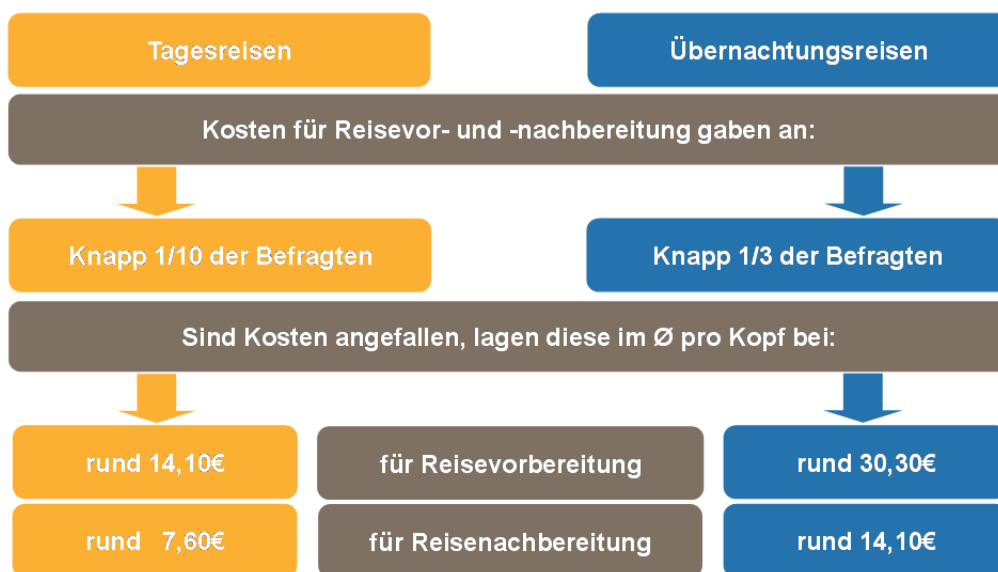 Tagesreisen
Übernachtungsreisen
Kosten für Reisevor- und -nachbereitung gaben an:
Knapp 1/10 der Befragten
Knapp 1/3 der Befragten
Sind Kosten angefallen, lagen diese im Ø pro Kopf bei:
rund 14,10€
für Reisevorbereitung
rund 30,30€
rund 7,60€
für Reisenachbereitung
rund 14,10€